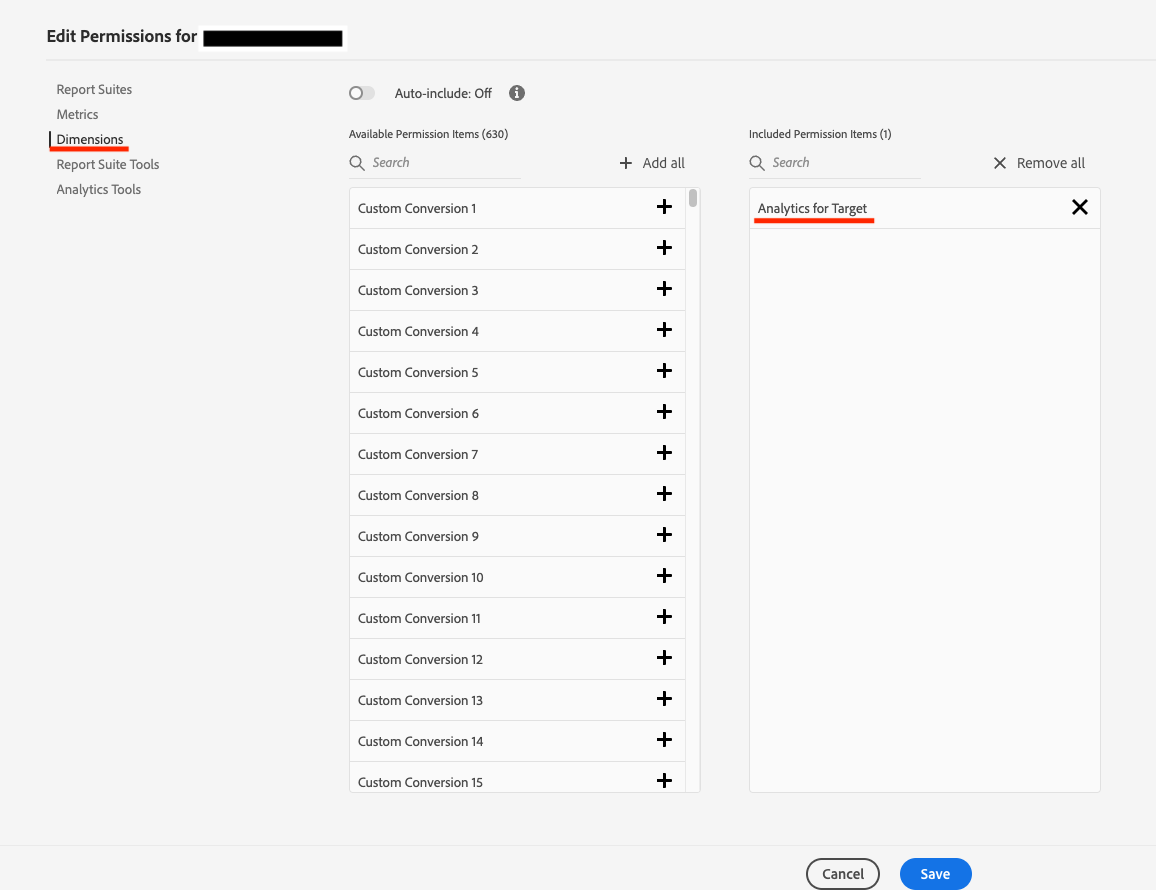 Edit Permissions for
Report Suites
Metrics
Dimensions
Report Suite Tools
Analytics Tools
Auto-include: Off
Available Permission Items (630)
Search
Add all
Custom Conversion 1
Custom Conversion 2
Custom Conversion 3
Custom Conversion 4
Custom Conversion 5
Custom Conversion 6
Custom Conversion 7
Custom Conversion 8
Custom Conversion 9
Custom Conversion 10
Custom Conversion 11
Custom Conversion 12
Custom Conversion 13
Custom Conversion 14
Custom Conversion 15
Included Permission Items (1)
Search
Remove all
Analytics for Target
Cancel
Save